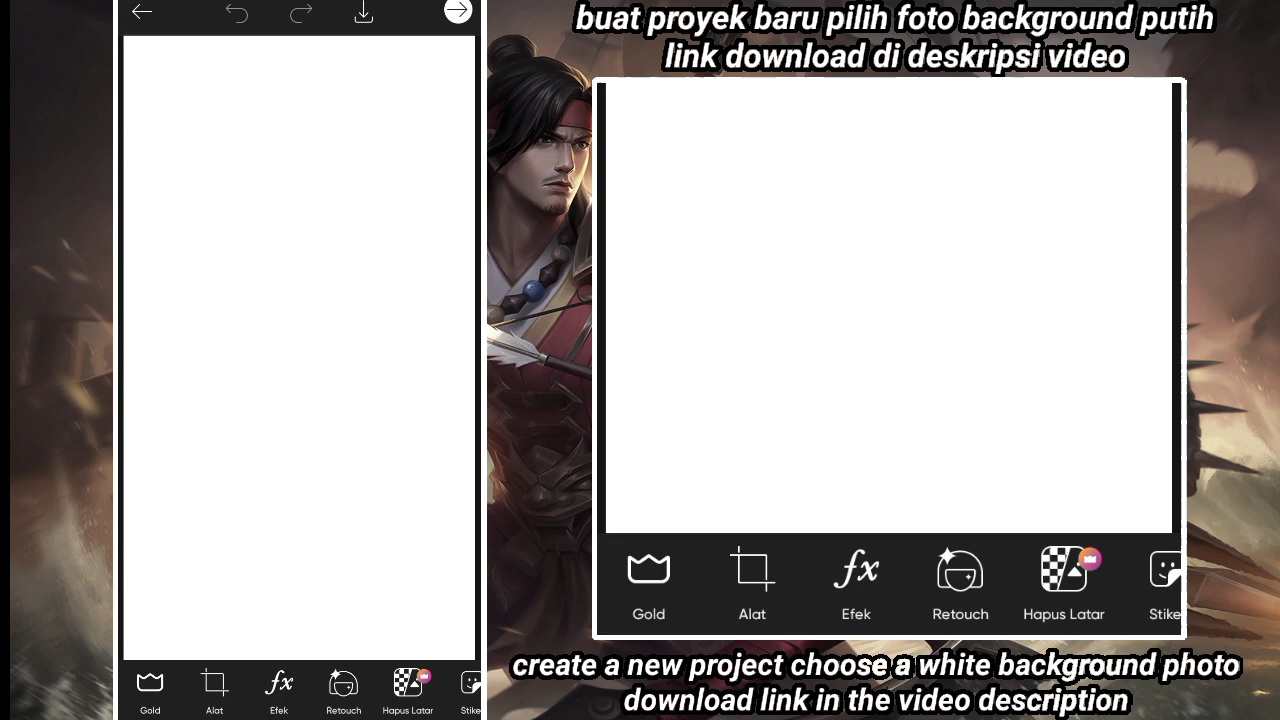 buat proyek baru pilih foto background putih
link download di deskripsi video
Gold Alat Efek Retouch Hapus Latar Stike
Gold Alat Efek Retouch Hapus Latar Stike
create a new project choose a white background photo
download link in the video description